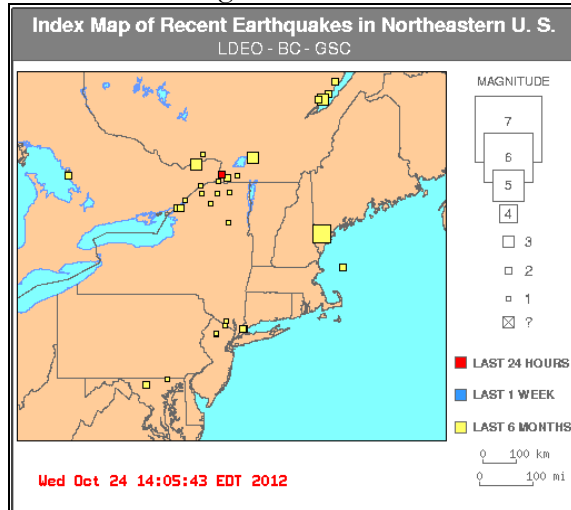 Index Map of Recent Earthquakes in Northeastern U. S.
LDEO - BC - GSC
MAGNITUDE
7
6
5
4
3
2
1
?
LAST 24 HOURS
LAST 1 WEEK
LAST 6 MONTHS
0 100 km
0 100 mi
Wed Oct 24 14:05:43 EDT 2012